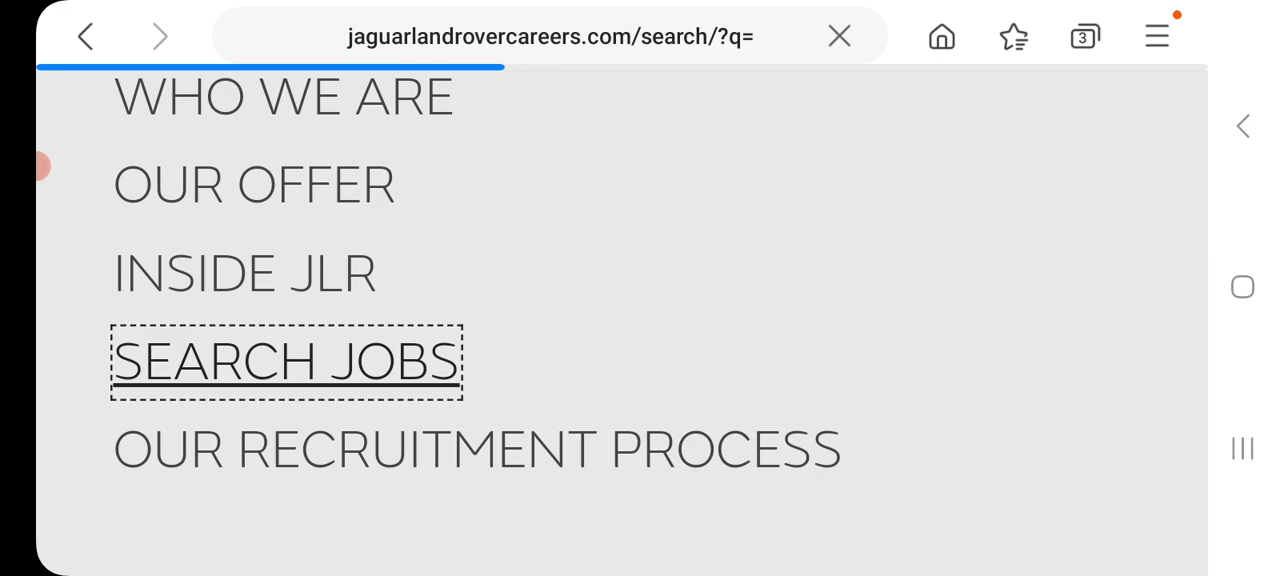 jaguarlandrovercareers.com/search/?q=
3
WHO WE ARE
OUR OFFER
INSIDE JLR
SEARCH JOBS
OUR RECRUITMENT PROCESS